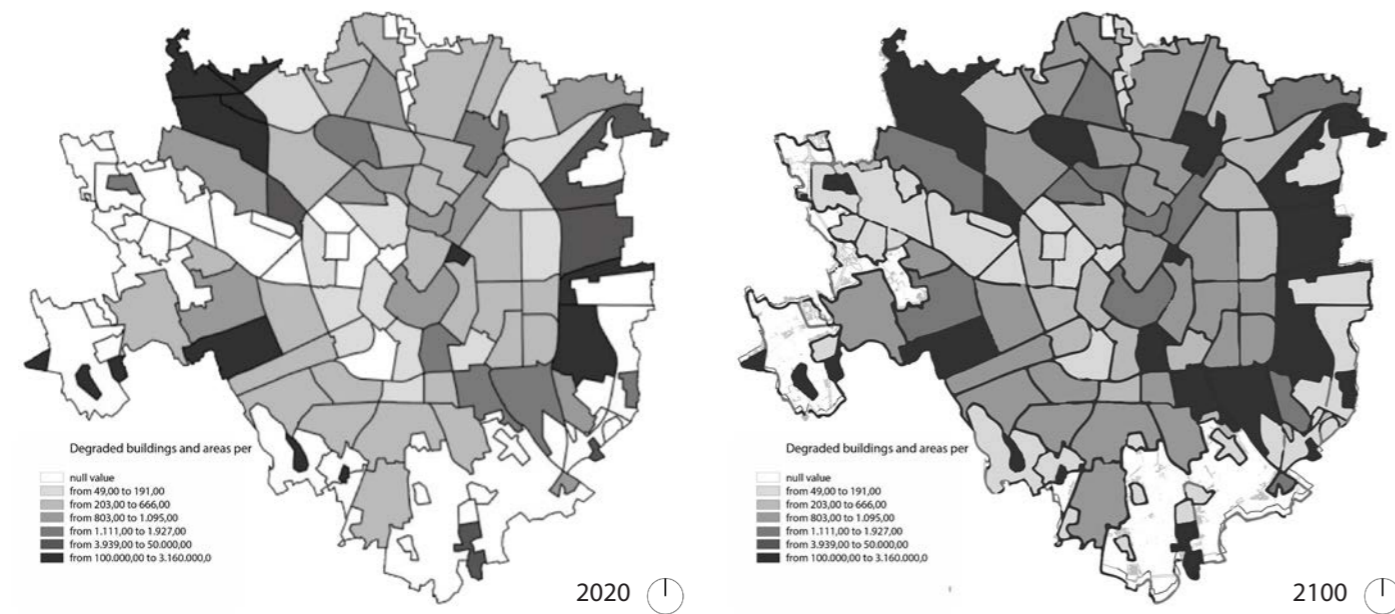 Degraded buildings and areas per
null value
from 49,00 to 191,00
from 203,00 to 666,00
from 803,00 to 1.095,00
from 1.111,00 to 1.927,00
from 3.939,00 to 50.000,00
from 100.000,00 to 3.160.000,0
2020
Degraded buildings and areas per
null value
from 49,00 to 191,00
from 203,00 to 666,00
from 803,00 to 1.095,00
from 1.111,00 to 1.927,00
from 3.939,00 to 50.000,00
from 100.000,00 to 3.160.000,0
2100